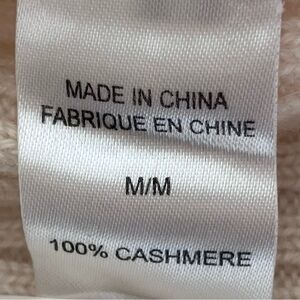 MADE IN CHINA
FABRIQUE EN CHINE
M/M
100% CASHMERE